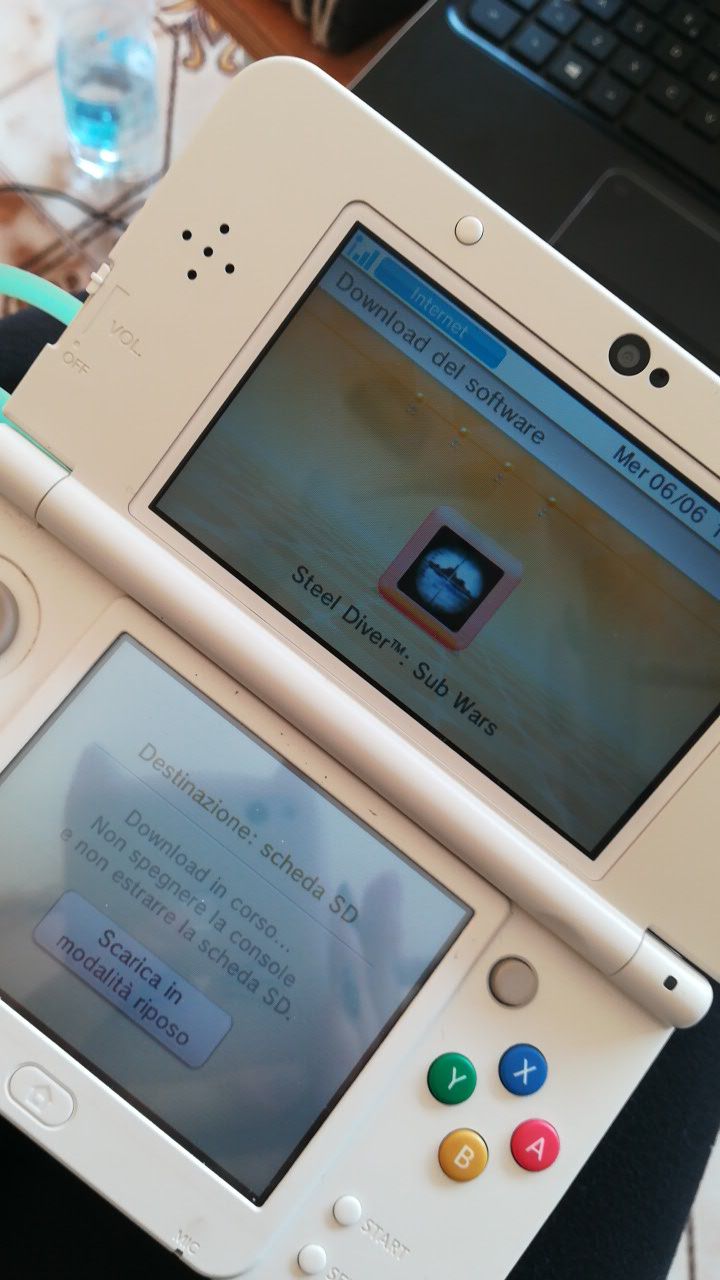 Internet
Mer 06/06
Download del software
Steel Diver™: Sub Wars
VOL.
OFF
Destinazione: scheda SD
Download in corso...
Non spegnere la console
e non estrarre la scheda SD.
Scarica in
modalità riposo
X
Y
A
B
START
MIC